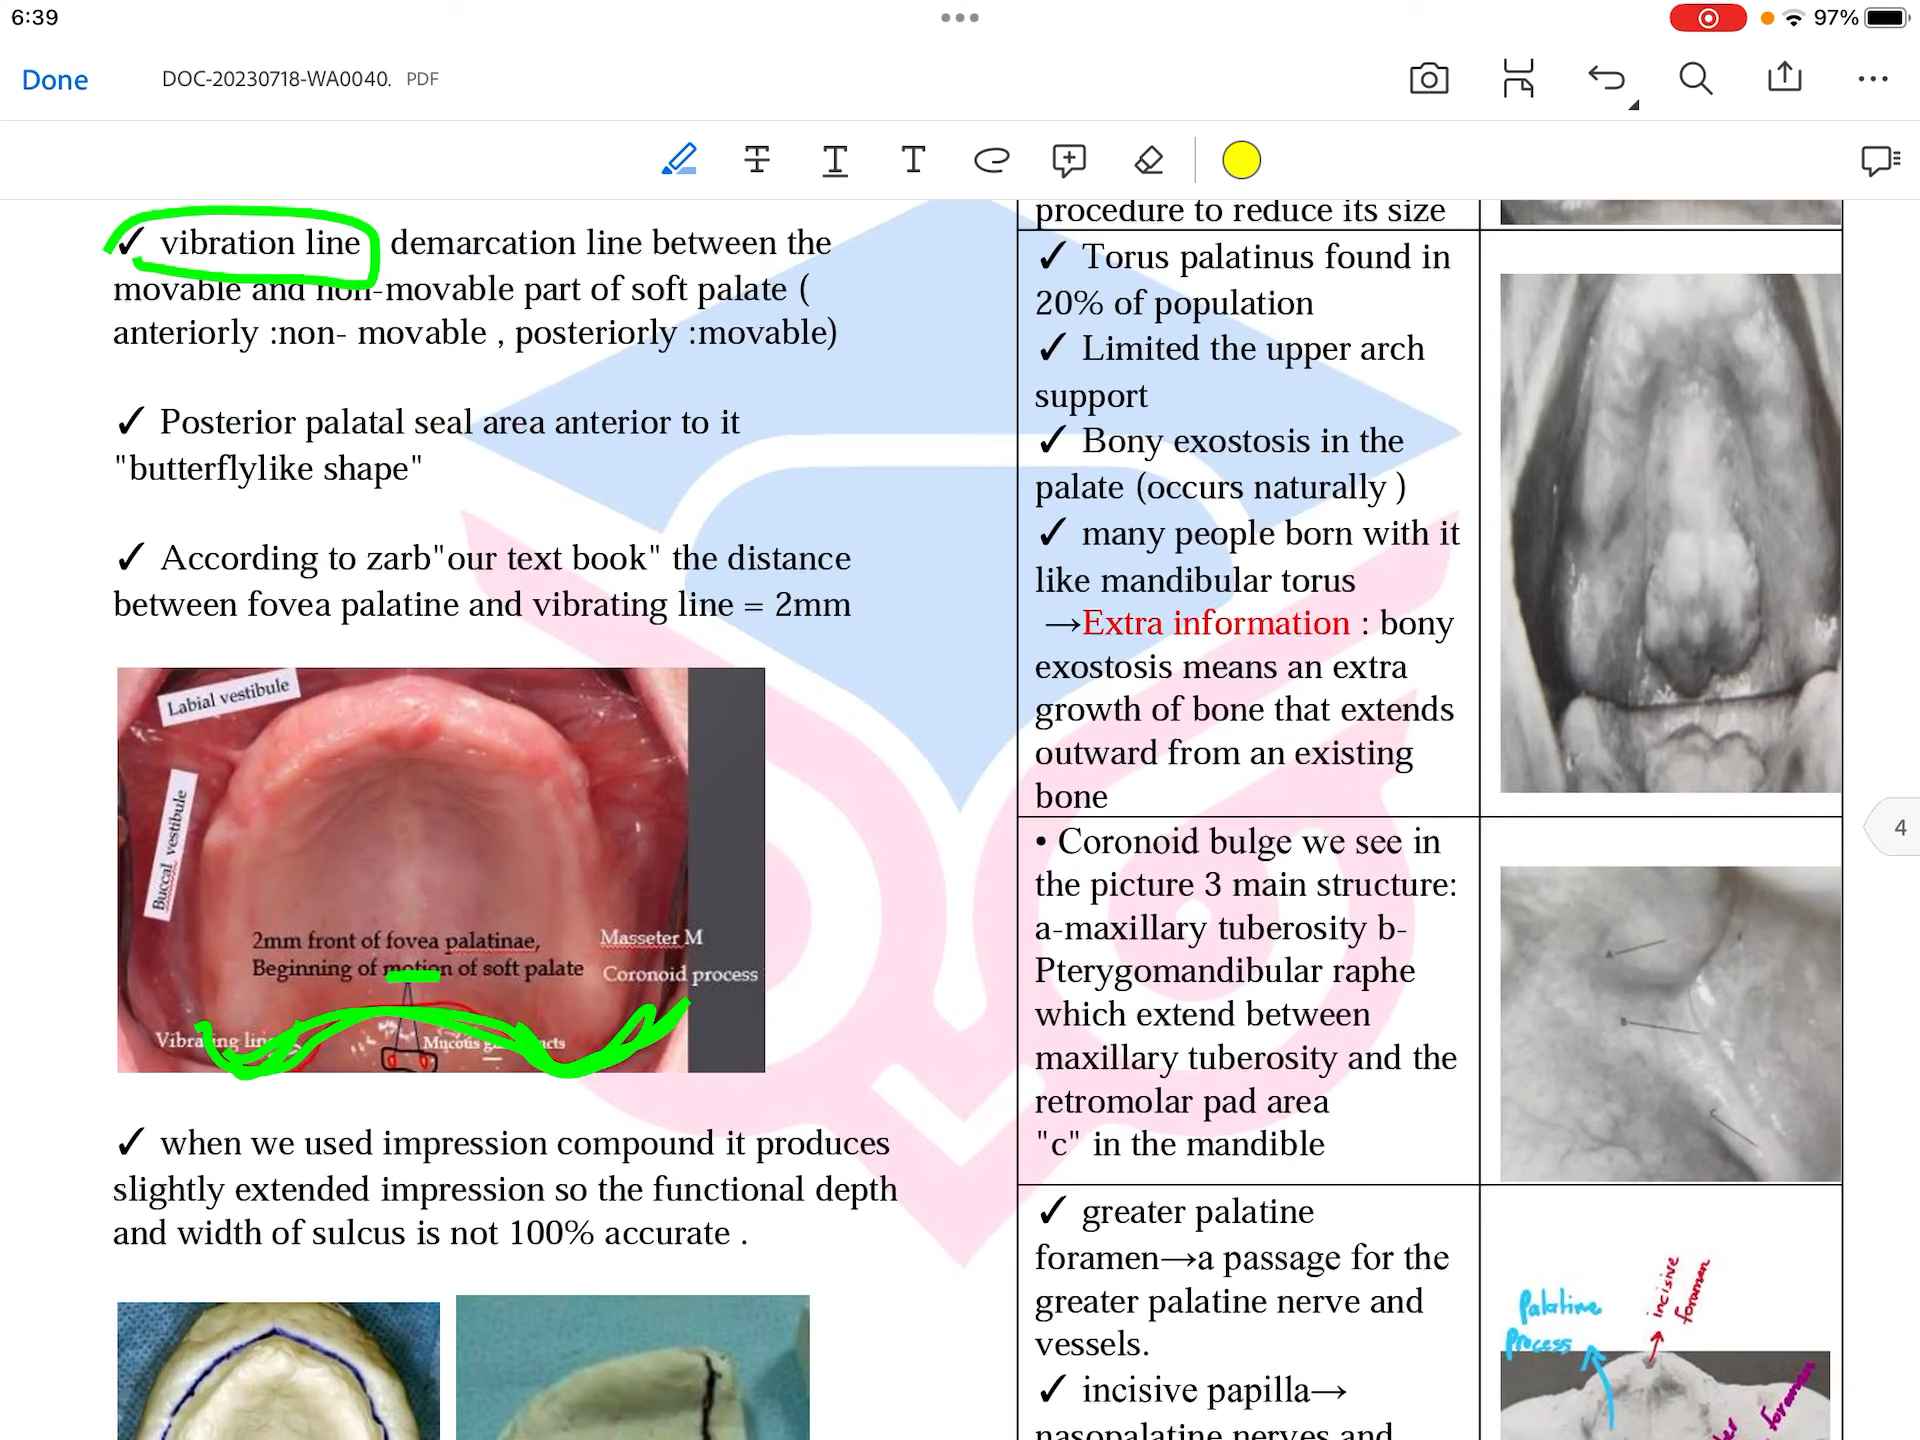 6:39
97%
Done
DOC-20230718-WA0040. PDF
✓ vibration line demarcation line between the
movable and non-movable part of soft palate (
anteriorly :non- movable , posteriorly :movable)
✓ Posterior palatal seal area anterior to it
"butterflylike shape"
✓ According to zarb"our text book" the distance
between fovea palatine and vibrating line = 2mm
Labial vestibule
Buccal vestibule
2mm front of fovea palatinae,
Beginning of motion of soft palate
Masseter M
Coronoid process
Vibrating line
Mucous
✓ when we used impression compound it produces
slightly extended impression so the functional depth
and width of sulcus is not 100% accurate .
procedure to reduce its size
✓ Torus palatinus found in
20% of population
✓ Limited the upper arch
support
✓ Bony exostosis in the
palate (occurs naturally )
✓ many people born with it
like mandibular torus
→Extra information : bony
exostosis means an extra
growth of bone that extends
outward from an existing
bone
• Coronoid bulge we see in
the picture 3 main structure:
a-maxillary tuberosity b-
Pterygomandibular raphe
which extend between
maxillary tuberosity and the
retromolar pad area
"c" in the mandible
A
B
C
✓ greater palatine
foramen→a passage for the
greater palatine nerve and
vessels.
✓ incisive papilla→
nasopalatine nerves and
Palatine
Process
incisive
foramen
foramen
4